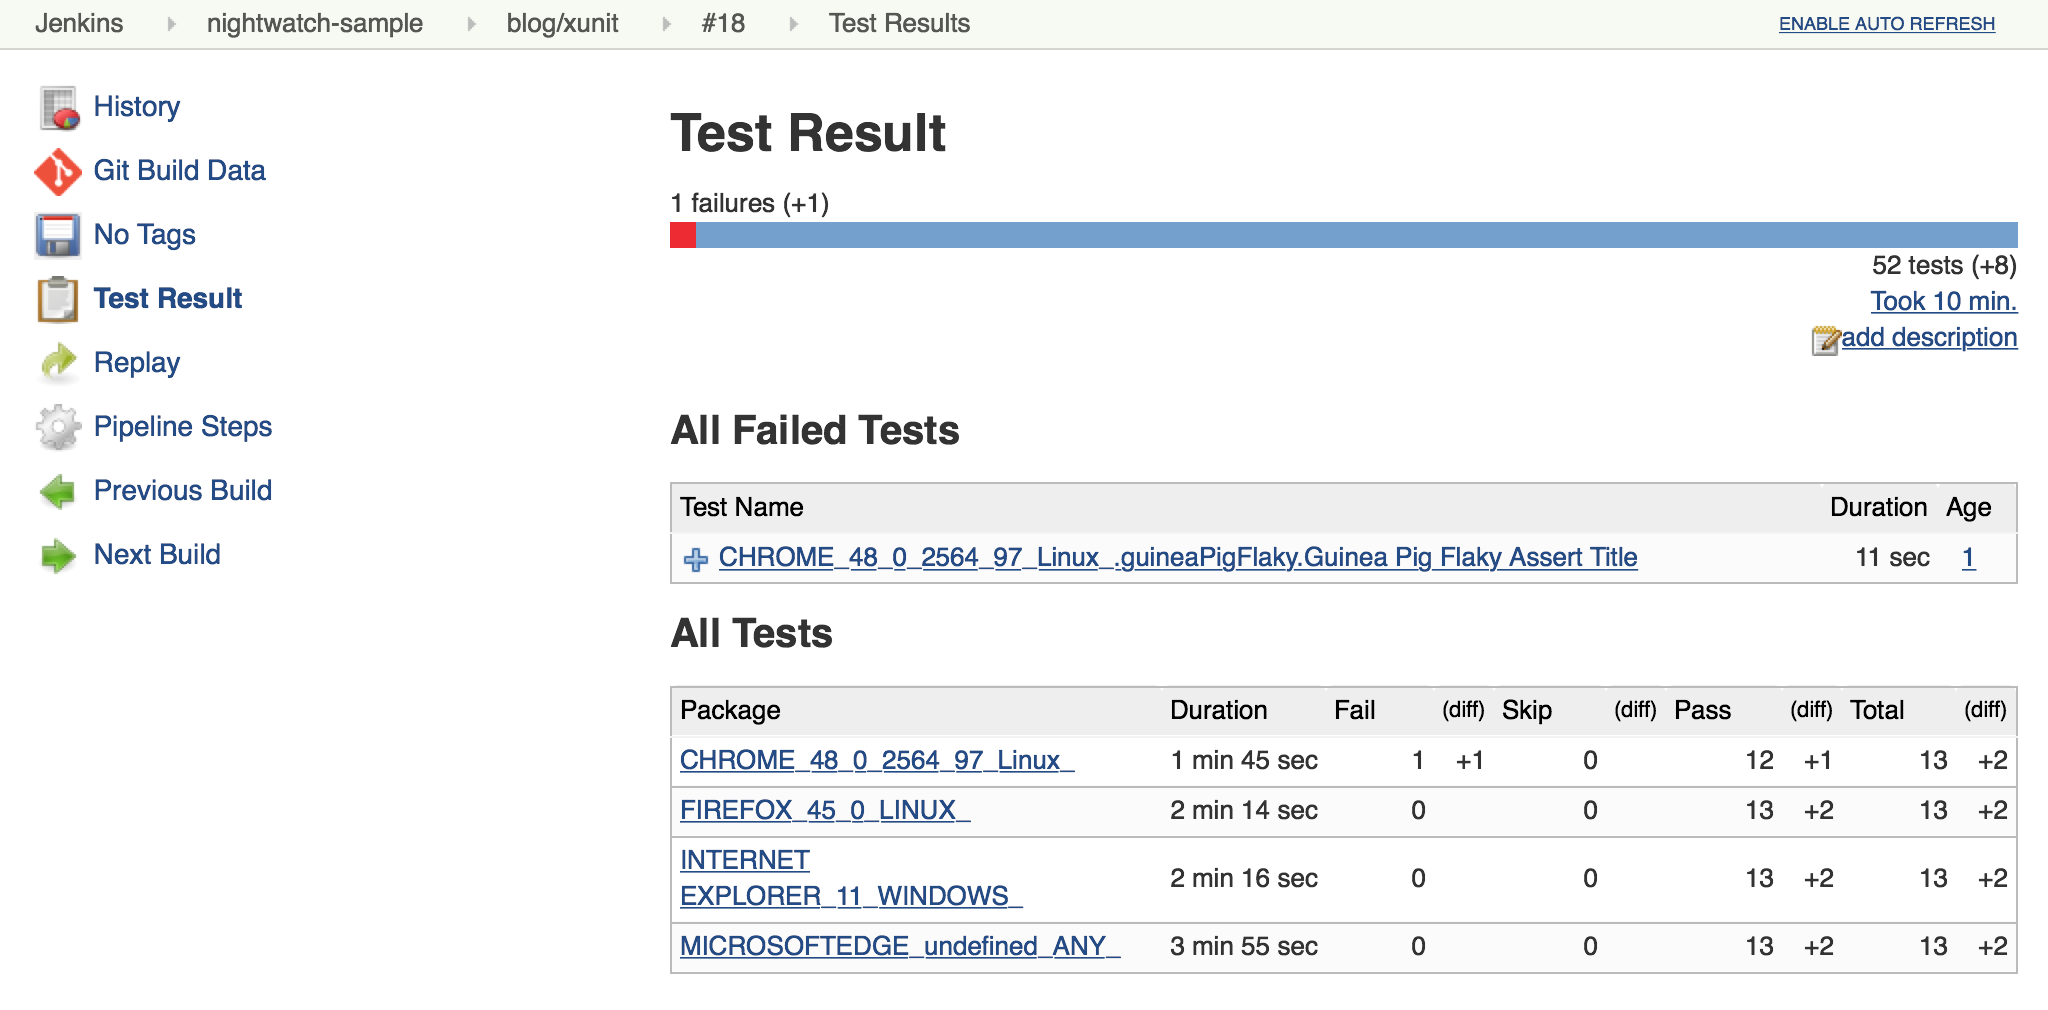 Jenkins nightwatch-sample blog/xunit #18 Test Results ENABLE AUTO REFRESH
History
Git Build Data
No Tags
Test Result
Replay
Pipeline Steps
Previous Build
Next Build
Test Result
1 failures (+1)
52 tests (+8)
Took 10 min.
add description
All Failed Tests
Test Name Duration Age
CHROME_48_0_2564_97_Linux_.guineaPigFlaky.Guinea Pig Flaky Assert Title 11 sec 1
All Tests
Package Duration Fail (diff) Skip (diff) Pass (diff) Total (diff)
CHROME_48_0_2564_97_Linux_ 1 min 45 sec 1 +1 0 12 +1 13 +2
FIREFOX_45_0_LINUX_ 2 min 14 sec 0 0 13 +2 13 +2
INTERNET
EXPLORER_11_WINDOWS_ 2 min 16 sec 0 0 13 +2 13 +2
MICROSOFTEDGE_undefined_ANY_ 3 min 55 sec 0 0 13 +2 13 +2